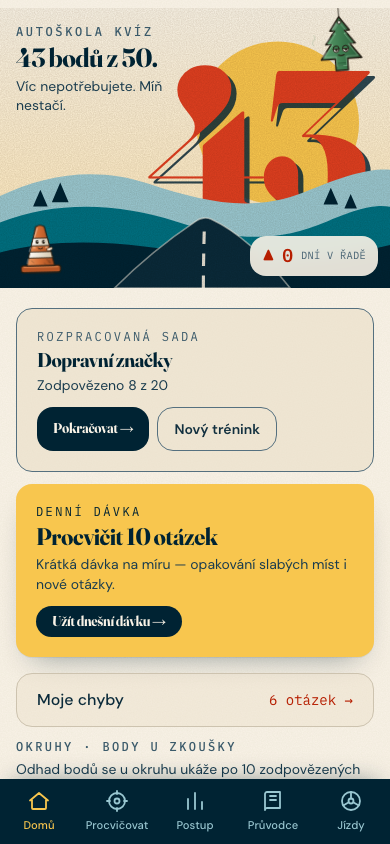 AUTOŠKOLA KVÍZ
43 bodů z 50.
Víc nepotřebujete. Míň
nestačí.
43
▲ 0 DNÍ V ŘADĚ
ROZPRACOVANÁ SADA
Dopravní značky
Zodpovězeno 8 z 20
Pokračovat →
Nový trénink
DENNÍ DÁVKA
Procvičit 10 otázek
Krátká dávka na míru — opakování slabých míst i
nové otázky.
Užít dnešní dávku →
Moje chyby
6 otázek →
OKRUHY · BODY U ZKOUŠKY
Odhad bodů se u okruhu ukáže po 10 zodpovězených
Domů
Procvičovat
Postup
Průvodce
Jízdy